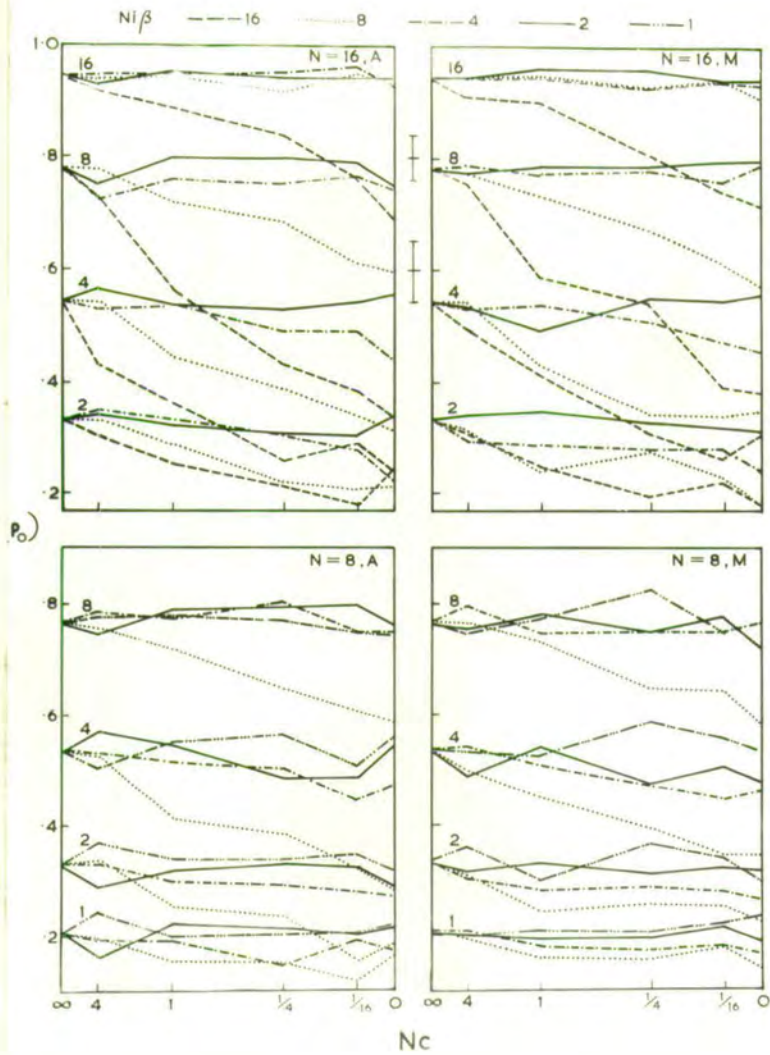 Ni/β 16 8 4 2 1
1·0 ·8 ·6 ·4 ·2
N = 16, A
16
8
4
2
N = 16, M
16
8
4
2
P₀)
·8 ·6 ·4 ·2
N = 8, A
8
4
2
1
N = 8, M
8
4
2
1
∞ 4 1 1/4 1/16 0
∞ 4 1 1/4 1/16 0
Nc